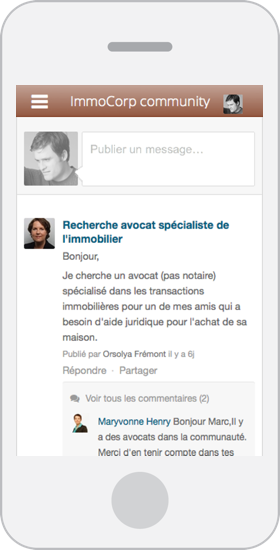 ImmoCorp community
Publier un message...
Recherche avocat spécialiste de
l'immobilier
Bonjour,
Je cherche un avocat (pas notaire)
spécialisé dans les transactions
immobilières pour un de mes amis qui a
besoin d'aide juridique pour l'achat de sa
maison.
Publié par Orsolya Frémont il y a 6j
Répondre · Partager
Voir tous les commentaires (2)
Maryvonne Henry Bonjour Marc,Il y
a des avocats dans la communauté.
Merci d'en tenir compte dans tes